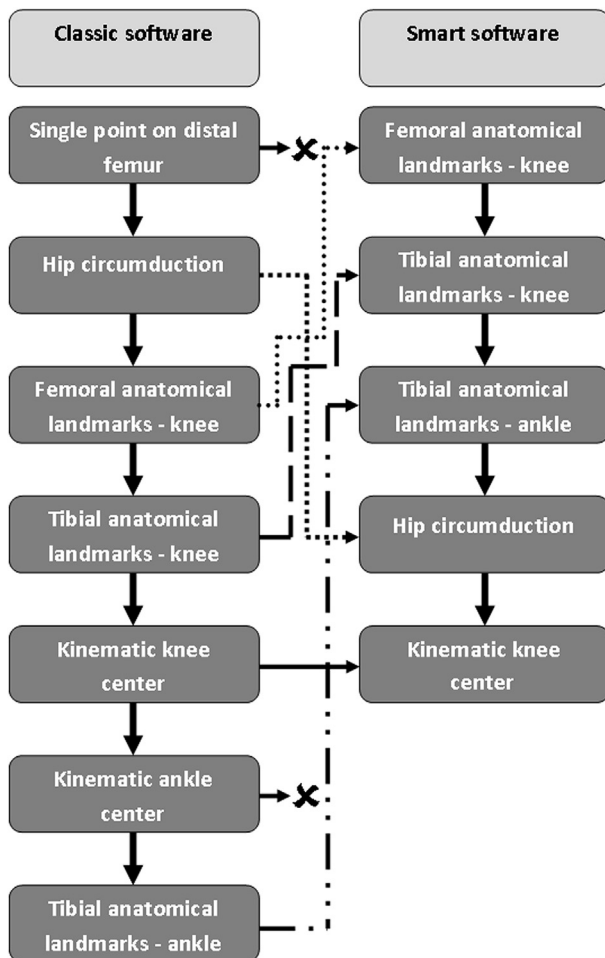 Classic software
Single point on distal
femur
Hip circumduction
Femoral anatomical
landmarks - knee
Tibial anatomical
landmarks - knee
Kinematic knee
center
Kinematic ankle
center
Tibial anatomical
landmarks - ankle
Smart software
Femoral anatomical
landmarks - knee
Tibial anatomical
landmarks - knee
Tibial anatomical
landmarks - ankle
Hip circumduction
Kinematic knee
center